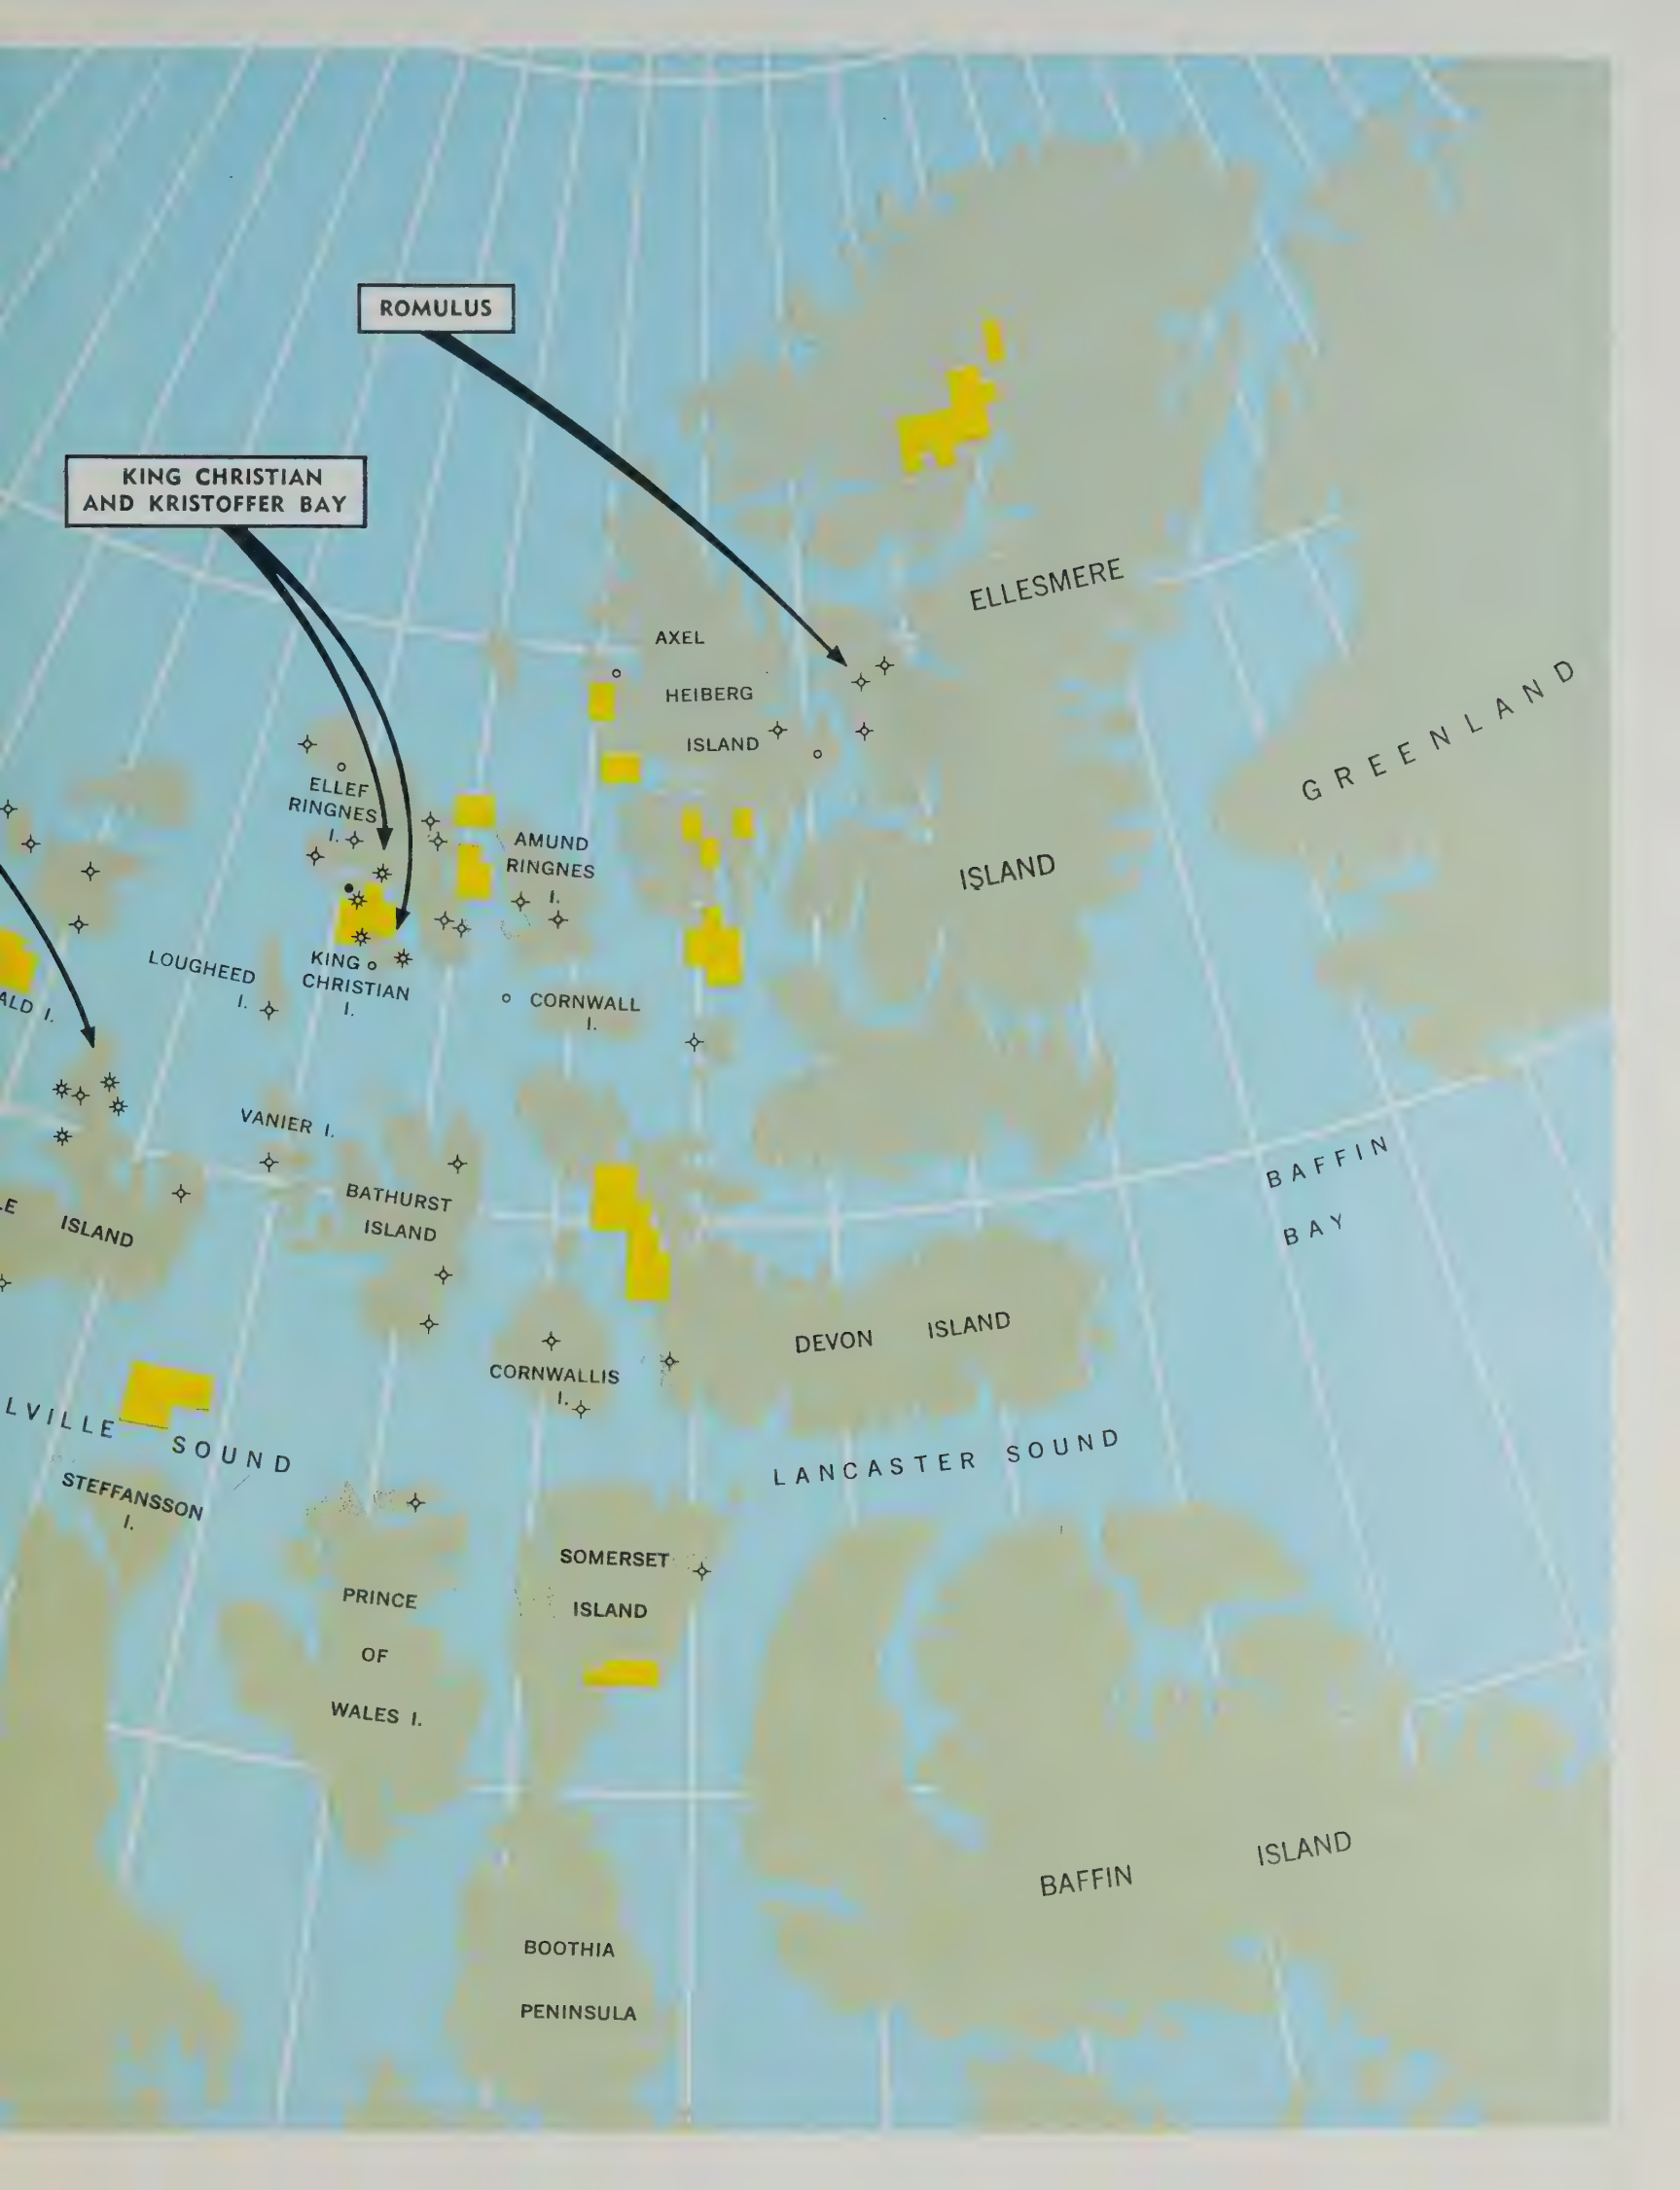 ROMULUS
KING CHRISTIAN
AND KRISTOFFER BAY
ELLESMERE
AXEL
HEIBERG
ISLAND
GREENLAND
ELLEF
RINGNES
I.
AMUND
RINGNES
I.
ISLAND
LOUGHEED
I.
KING
CHRISTIAN
I.
ALD I.
CORNWALL
I.
VANIER I.
BAFFIN
BAY
BATHURST
ISLAND
LE ISLAND
DEVON ISLAND
CORNWALLIS
I.
LVILLE SOUND
LANCASTER SOUND
STEFFANSSON
I.
SOMERSET
ISLAND
PRINCE
OF
WALES I.
BAFFIN ISLAND
BOOTHIA
PENINSULA